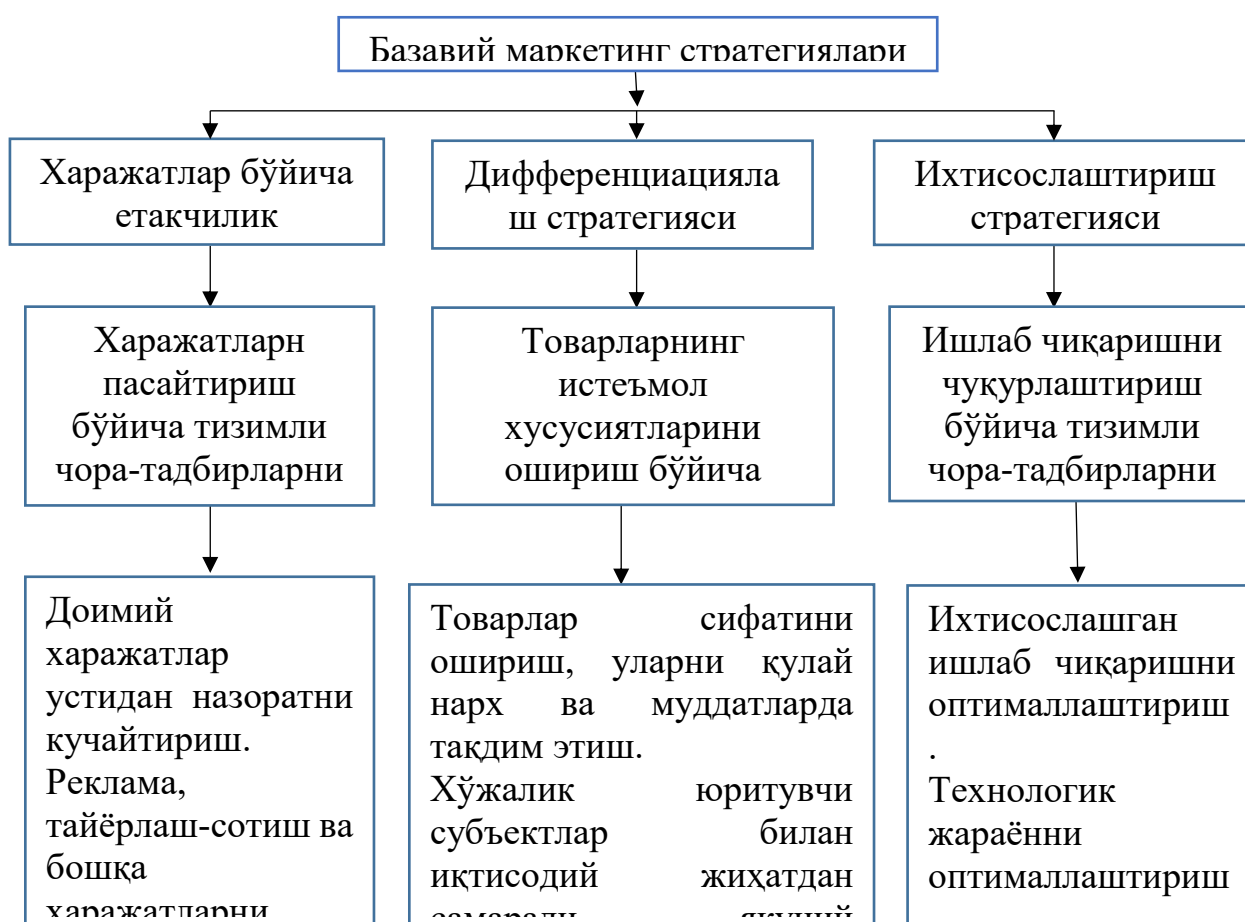 Базавий маркетинг стратегиялари
Харажатлар бўйича
етакчилик
Дифференциацияла
ш стратегияси
Ихтисослаштириш
стратегияси
Харажатларн
пасайтириш
бўйича тизимли
чора-тадбирларни
Товарларнинг
истеъмол
хусусиятларини
ошириш бўйича
Ишлаб чиқаришни
чуқурлаштириш
бўйича тизимли
чора-тадбирларни
Доимий
харажатлар
устидан назоратни
кучайтириш.
Реклама,
тайёрлаш-сотиш ва
бошқа
харажатларни
Товарлар сифатини
ошириш, уларни қулай
нарх ва муддатларда
тақдим этиш.
Хўжалик юритувчи
субъектлар билан
иқтисодий жиҳатдан
самарали якуний
Ихтисослашган
ишлаб чиқаришни
оптималлаштириш
.
Технологик
жараённи
оптималлаштириш